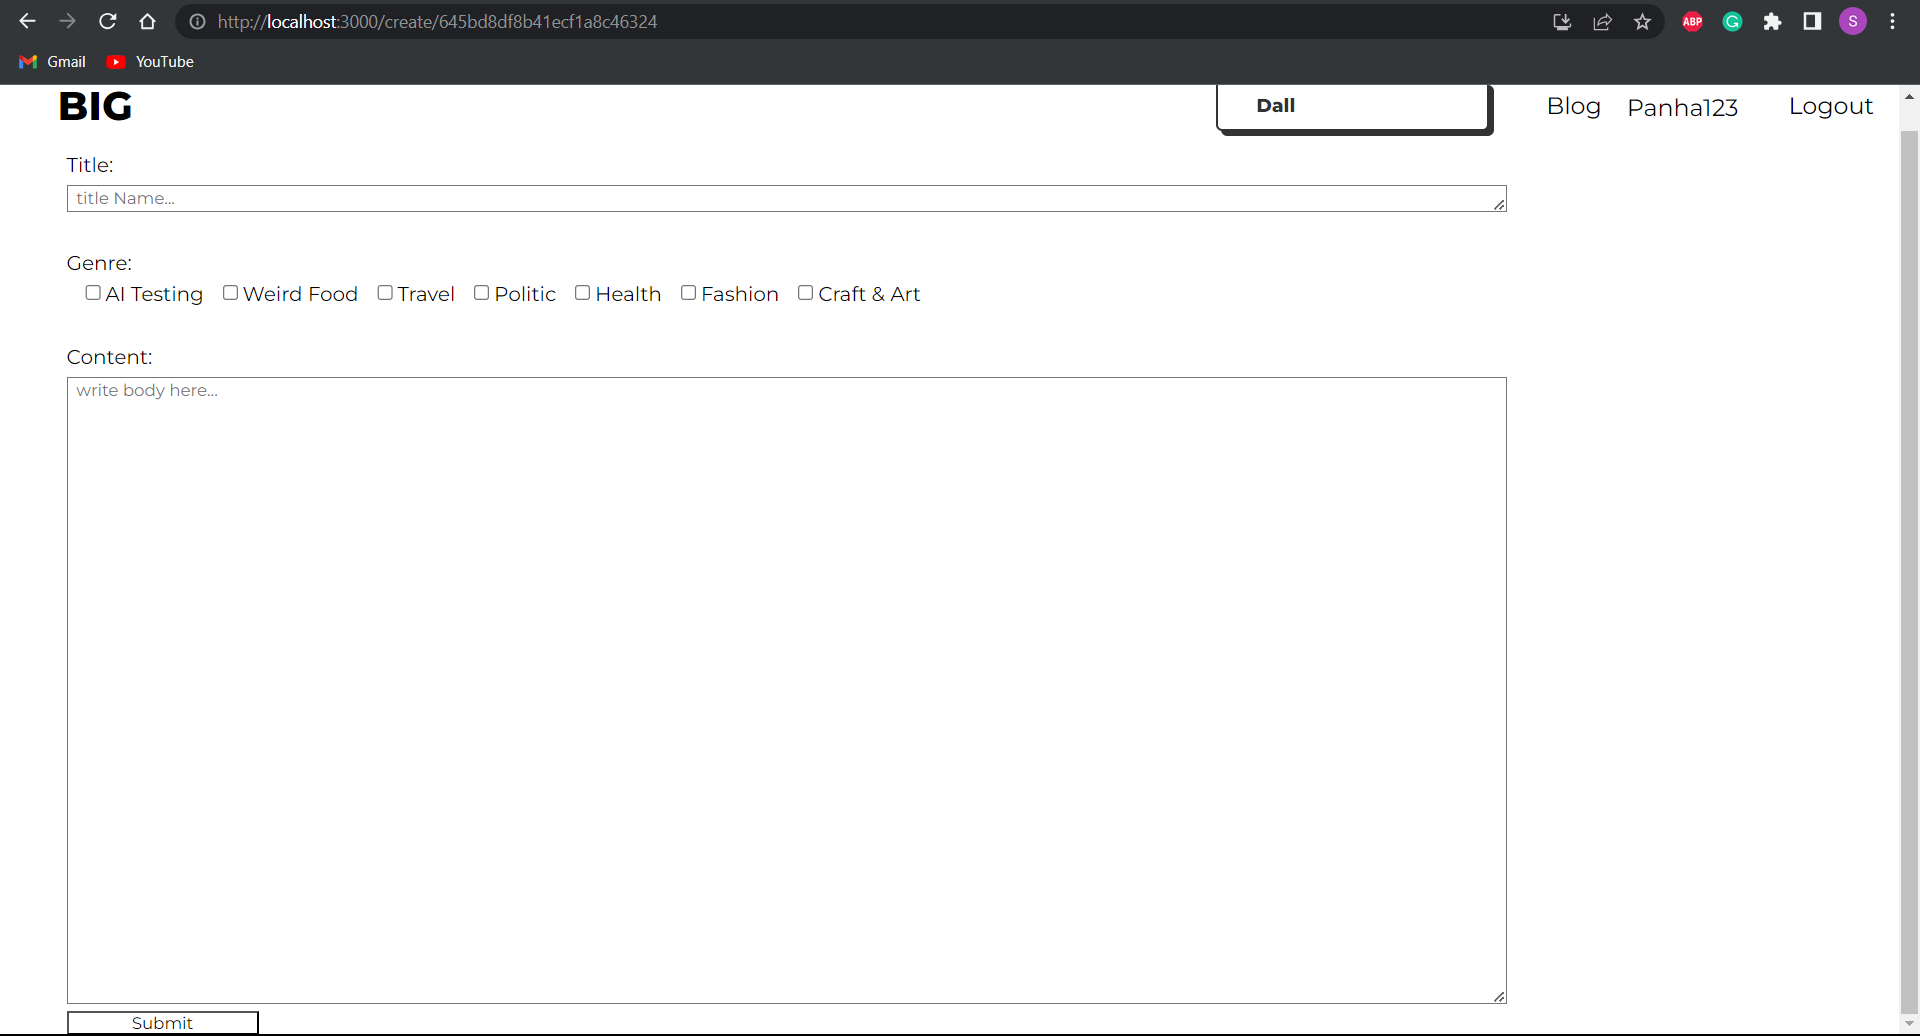 http://localhost:3000/create/645bd8df8b41ecf1a8c46324
ABP
S
Gmail YouTube
BIG Dall Blog Panha123 Logout
Title:
title Name...
Genre:
AI Testing Weird Food Travel Politic Health Fashion Craft & Art
Content:
write body here...
Submit